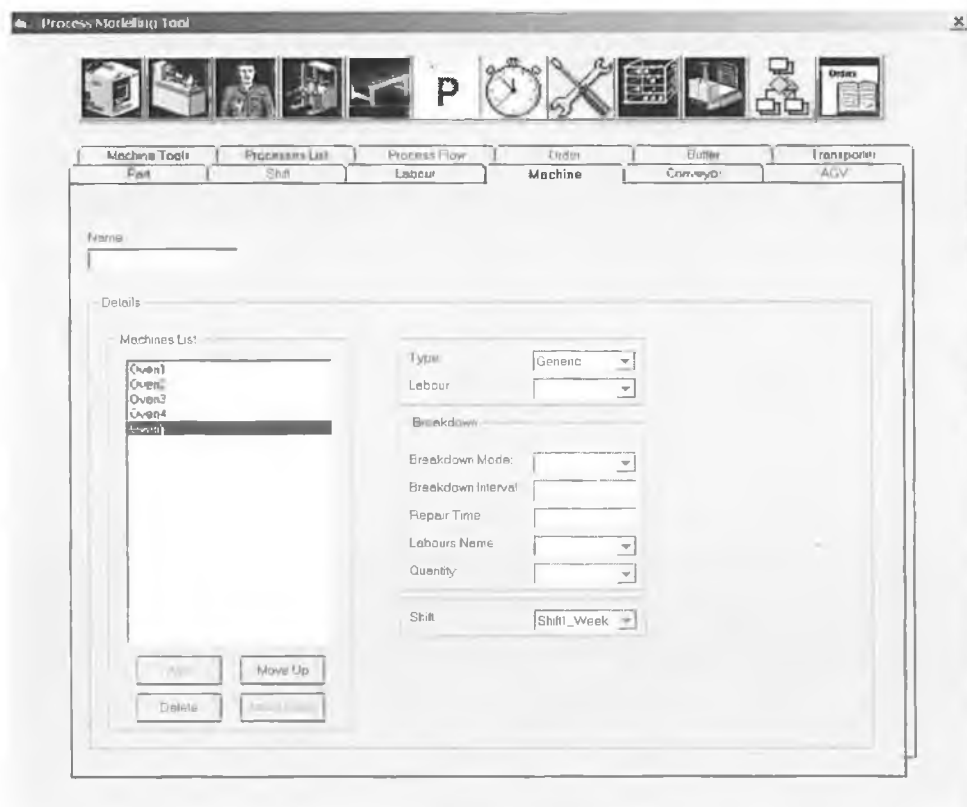 Process Modelling Tool
P
Order
Machine Tools Processes List Process Flow Order Buffer Transporter
Part Shift Labour Machine Conveyor AGV
Name
Details
Machines List
Oven1
Oven2
Oven3
Oven4
Type: Generic
Labour
Breakdown
Breakdown Mode:
Breakdown Interval
Repair Time
Labours Name
Quantity
Shift Shift1_Week
Move Up
Delete